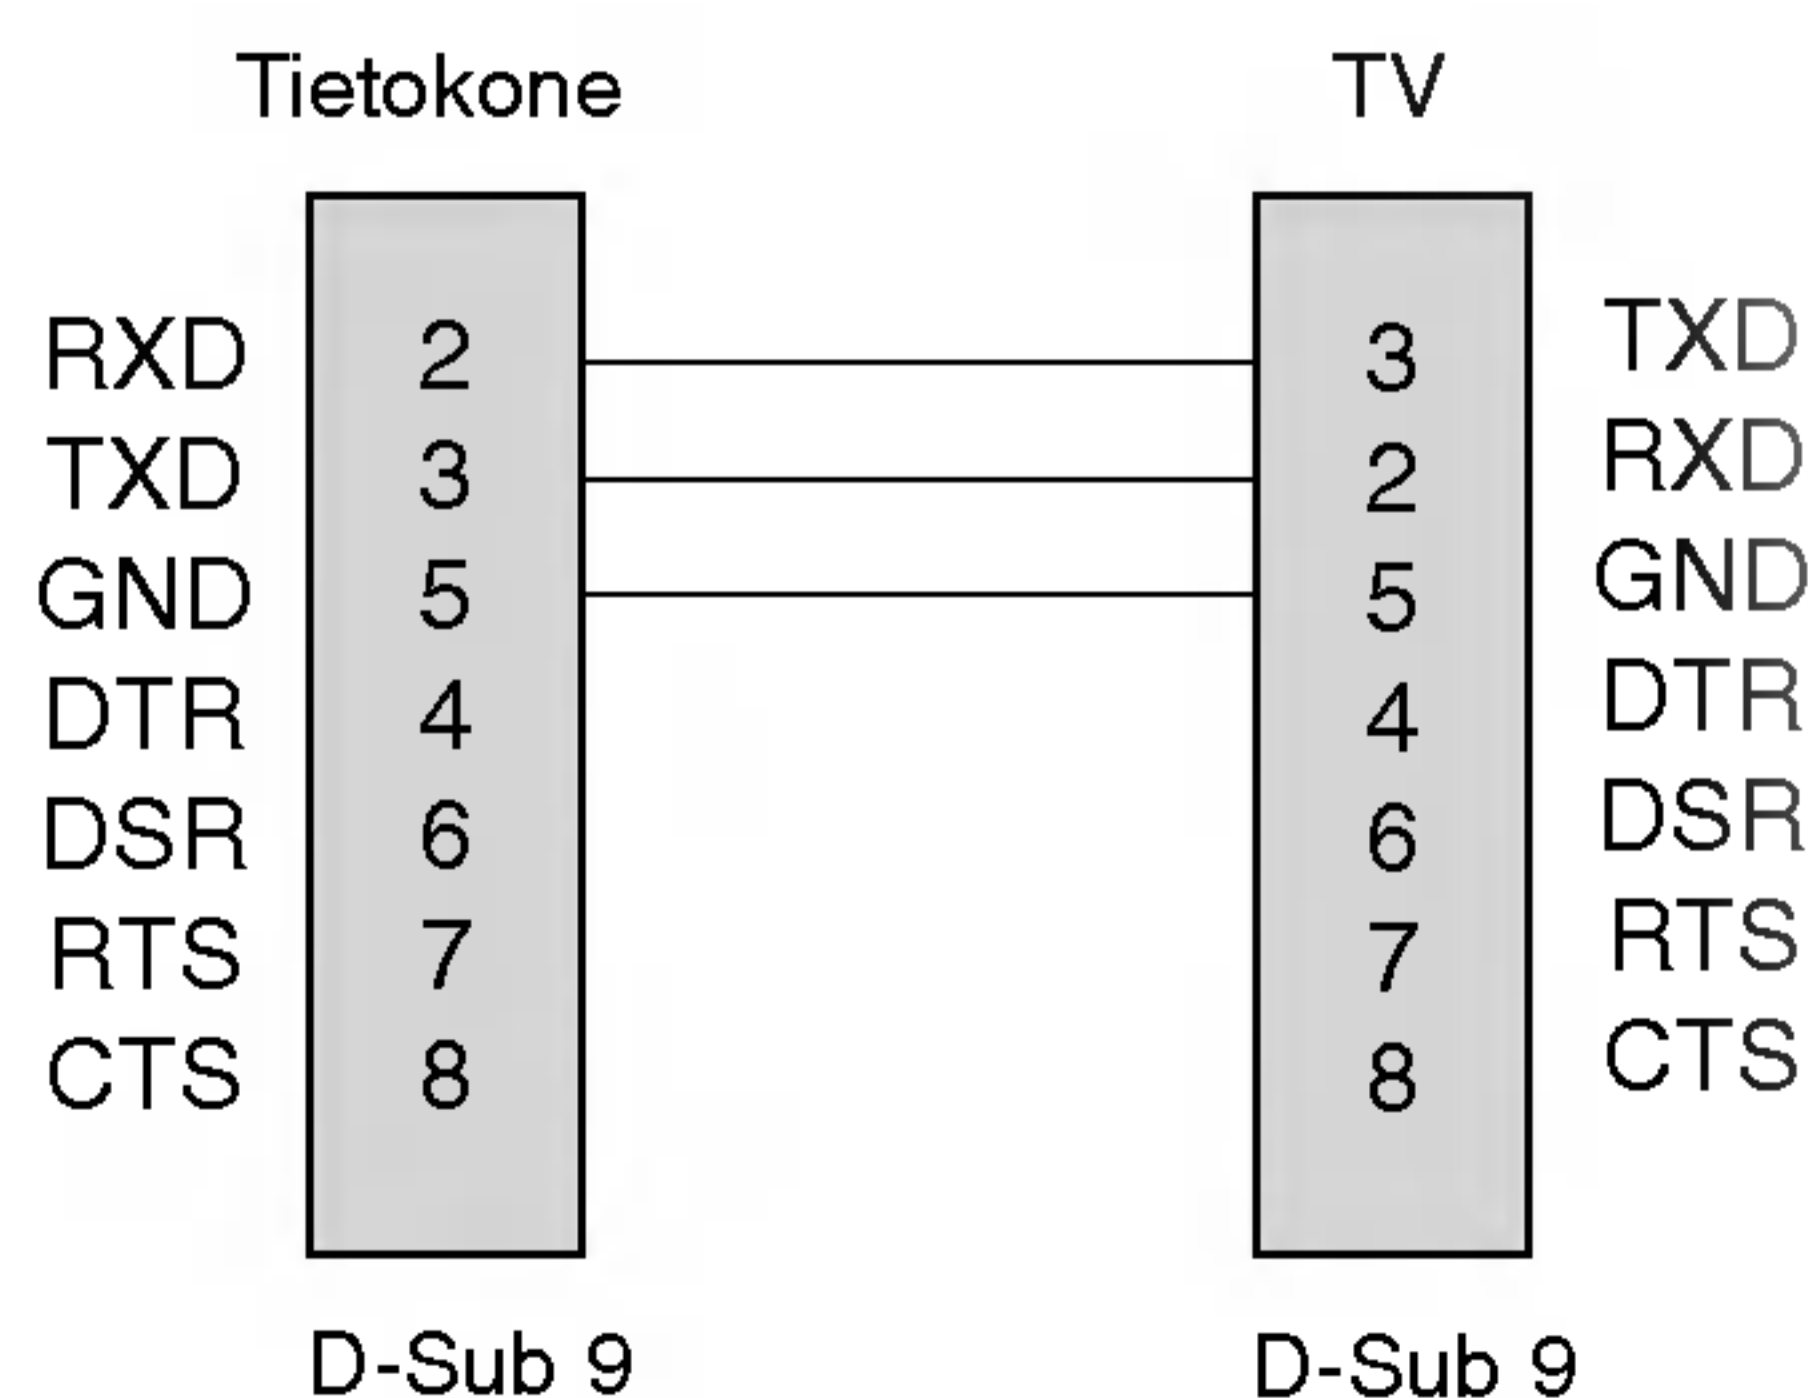 Tietokone TV
RXD 2 3 TXD
TXD 3 2 RXD
GND 5 5 GND
DTR 4 4 DTR
DSR 6 6 DSR
RTS 7 7 RTS
CTS 8 8 CTS
D-Sub 9 D-Sub 9